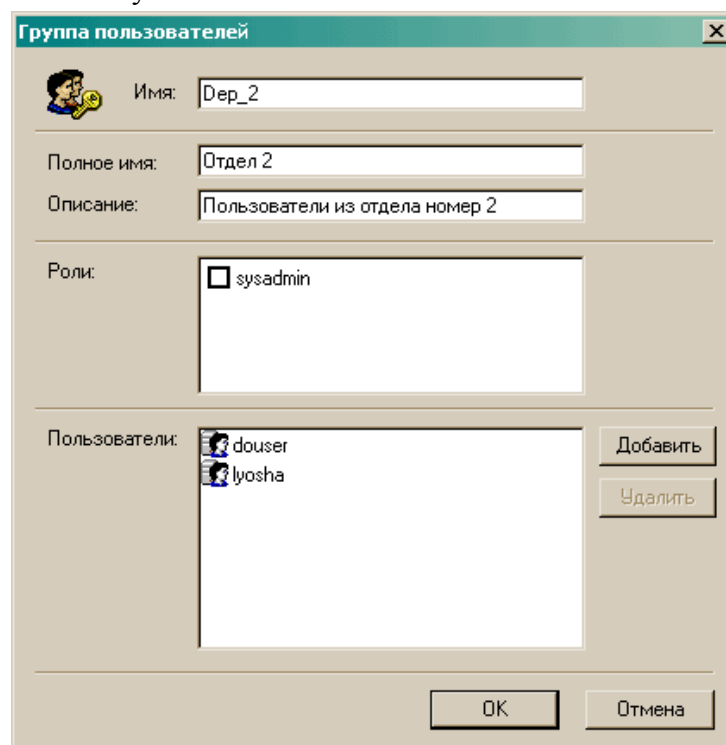 Группа пользователей
Имя: Dep_2
Полное имя: Отдел 2
Описание: Пользователи из отдела номер 2
Роли: sysadmin
Пользователи: douser Добавить
lyosha Удалить
OK Отмена